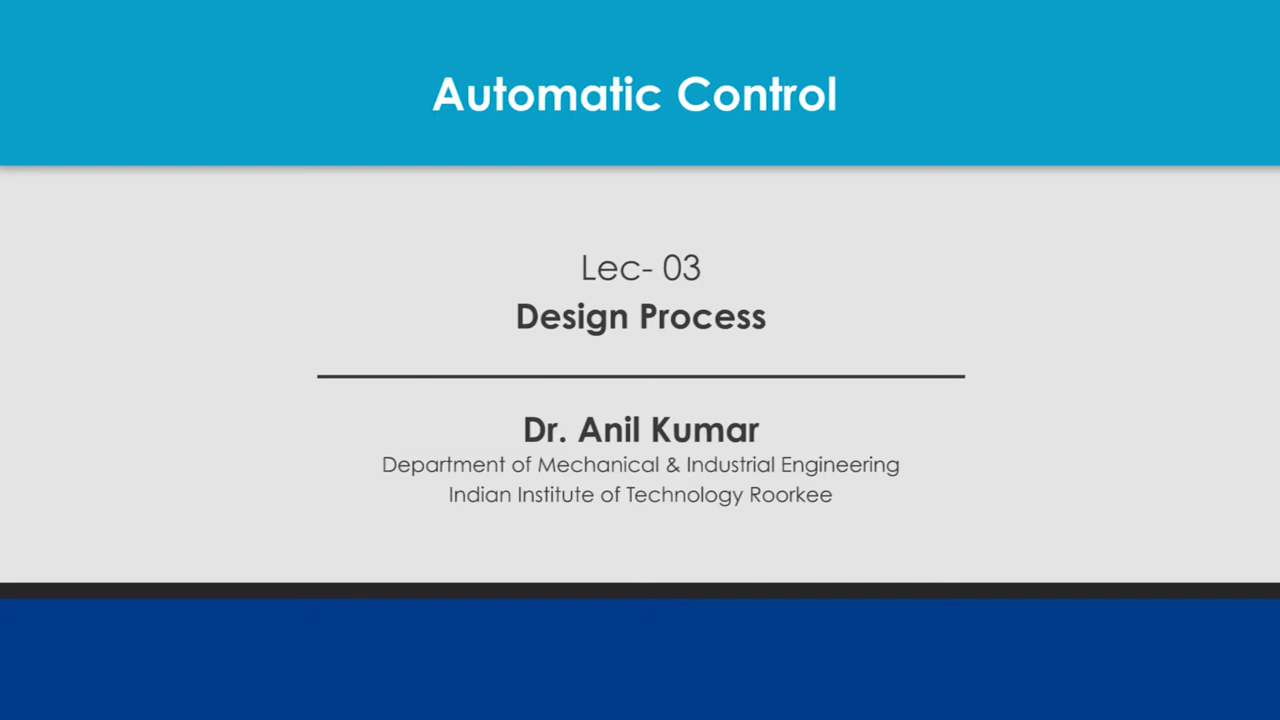 Automatic Control
Lec- 03
Design Process
Dr. Anil Kumar
Department of Mechanical & Industrial Engineering
Indian Institute of Technology Roorkee